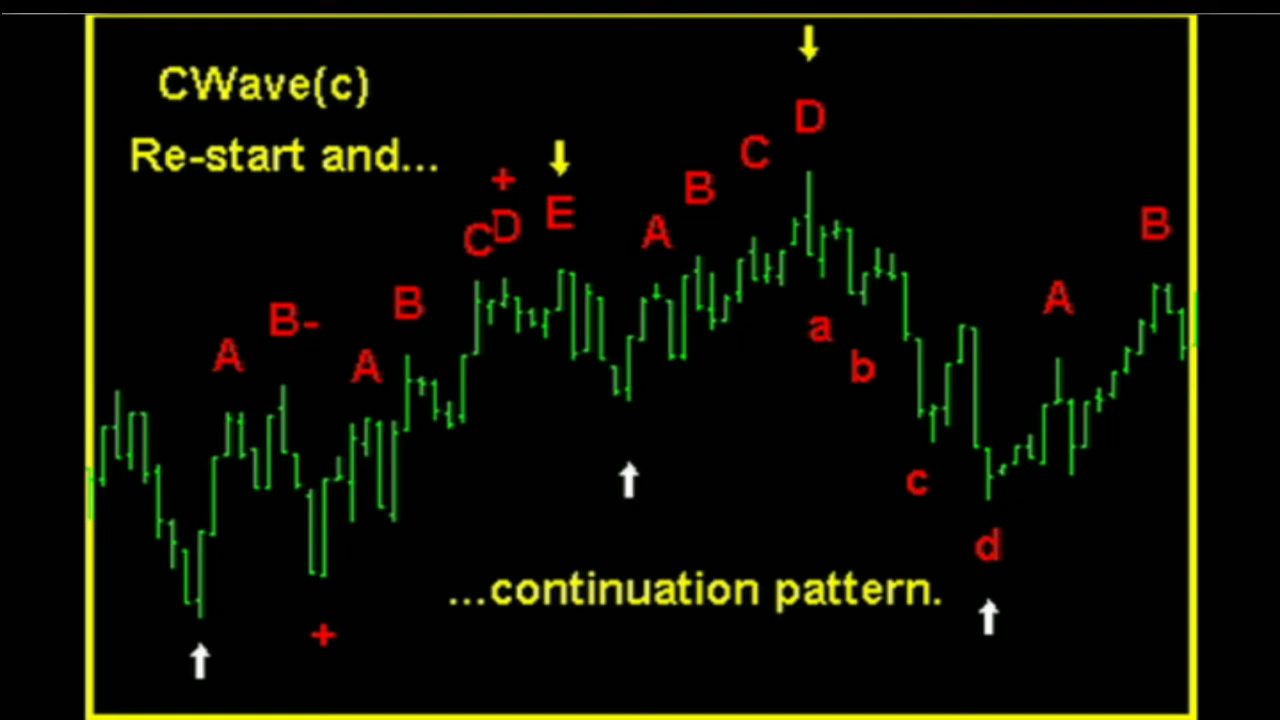 CWave(c)
Re-start and...
D
C
+
B
E
B
D
A
C
B
A
B-
a
A
A
b
c
d
...continuation pattern.
+